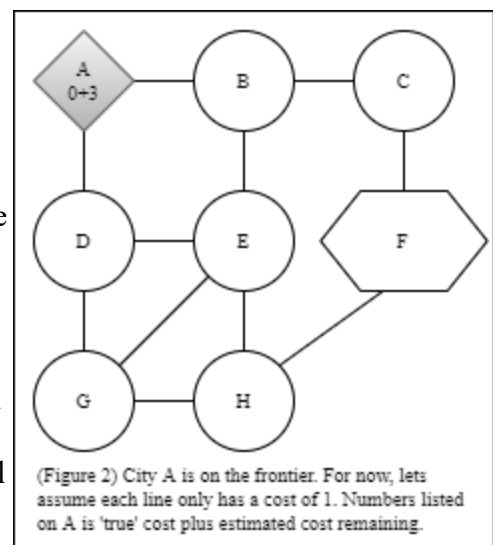 A
0+3
B
C
D
E
F
G
H
(Figure 2) City A is on the frontier. For now, lets
assume each line only has a cost of 1. Numbers listed
on A is 'true' cost plus estimated cost remaining.